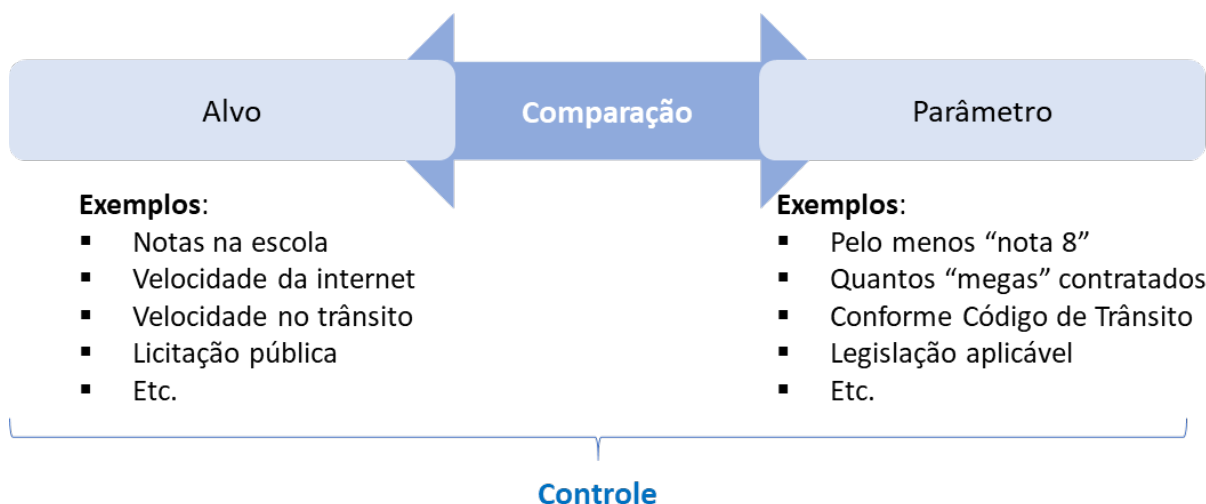 Alvo
Comparação
Parâmetro
Exemplos:
▪ Notas na escola
▪ Velocidade da internet
▪ Velocidade no trânsito
▪ Licitação pública
▪ Etc.
Exemplos:
▪ Pelo menos “nota 8”
▪ Quantos “megas” contratados
▪ Conforme Código de Trânsito
▪ Legislação aplicável
▪ Etc.
Controle